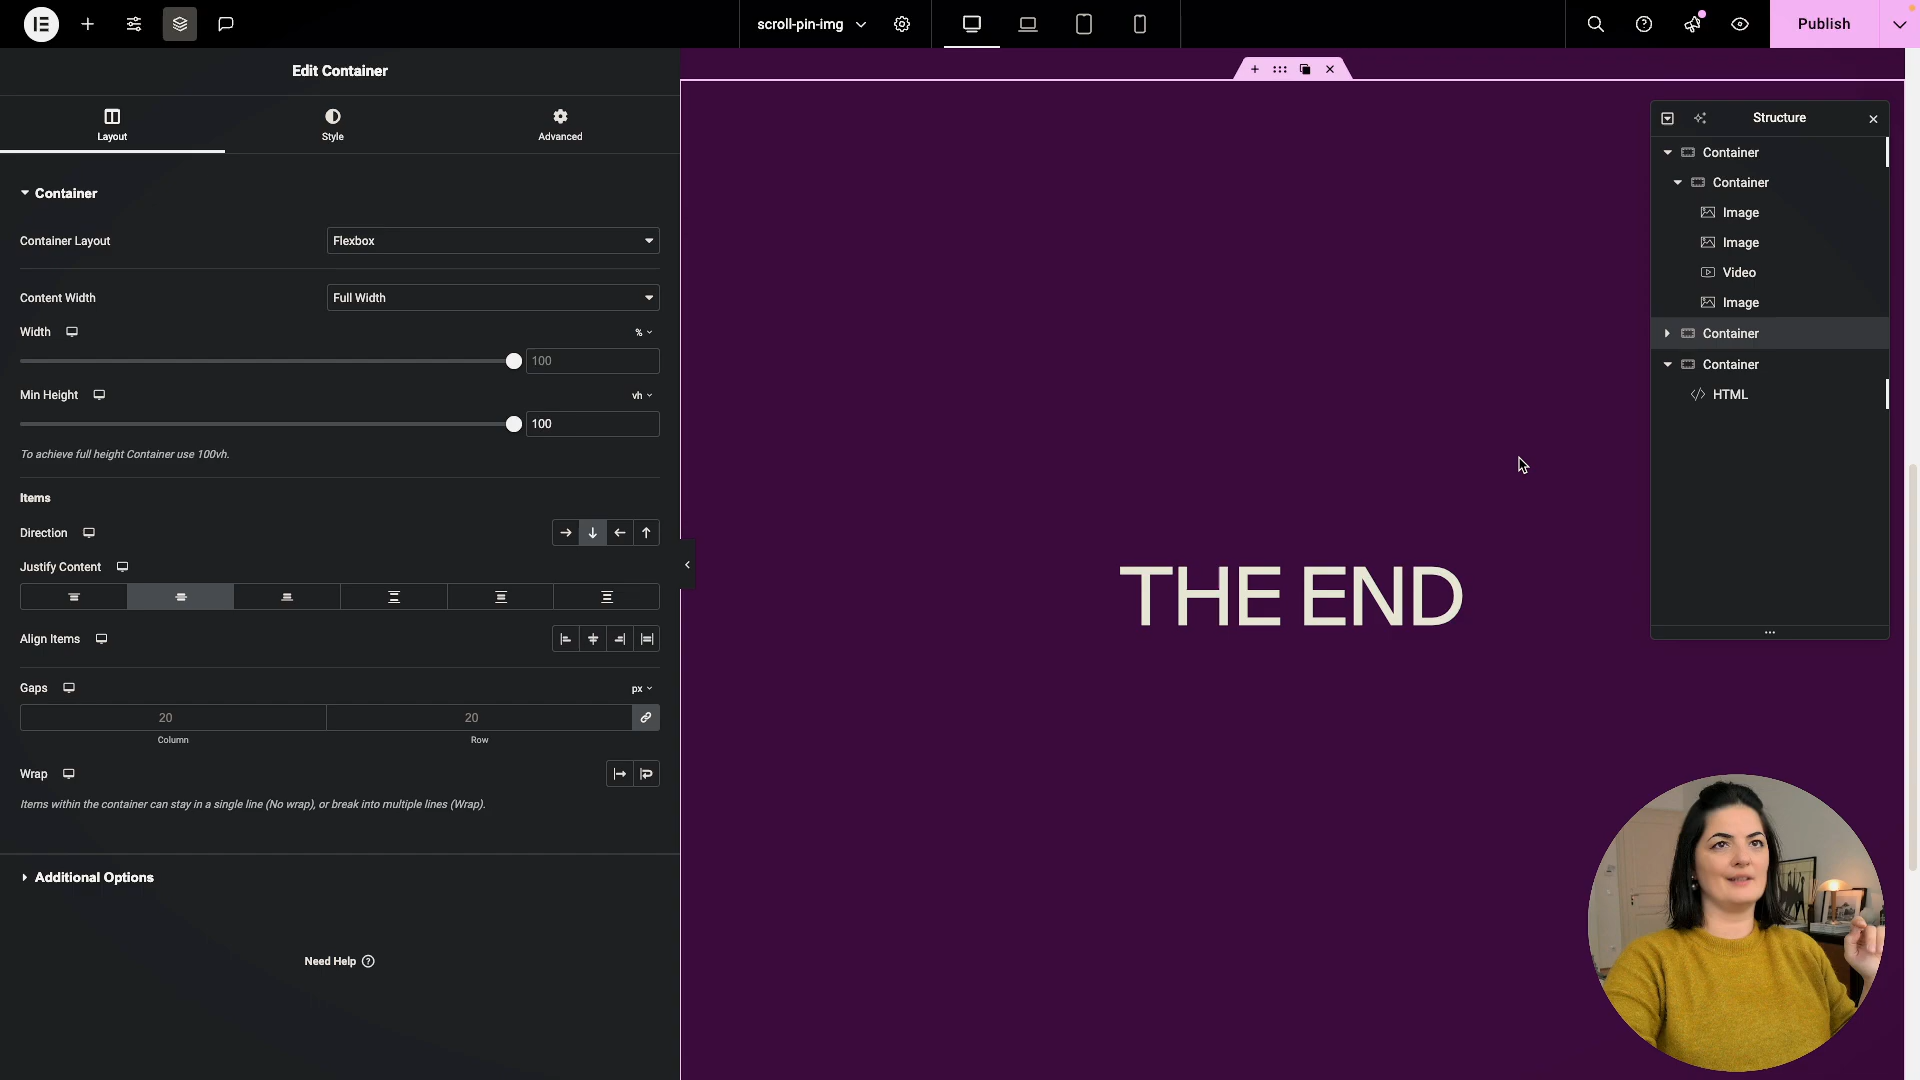 scroll-pin-img
Publish
Edit Container
Layout
Style
Advanced
Container
Container Layout
Flexbox
Content Width
Full Width
Width
%
100
Min Height
vh
100
To achieve full height Container use 100vh.
Items
Direction
Justify Content
Align Items
Gaps
px
20
20
Column
Row
Wrap
Items within the container can stay in a single line (No wrap), or break into multiple lines (Wrap).
Additional Options
Need Help
THE END
Structure
Container
Container
Image
Image
Video
Image
Container
Container
HTML